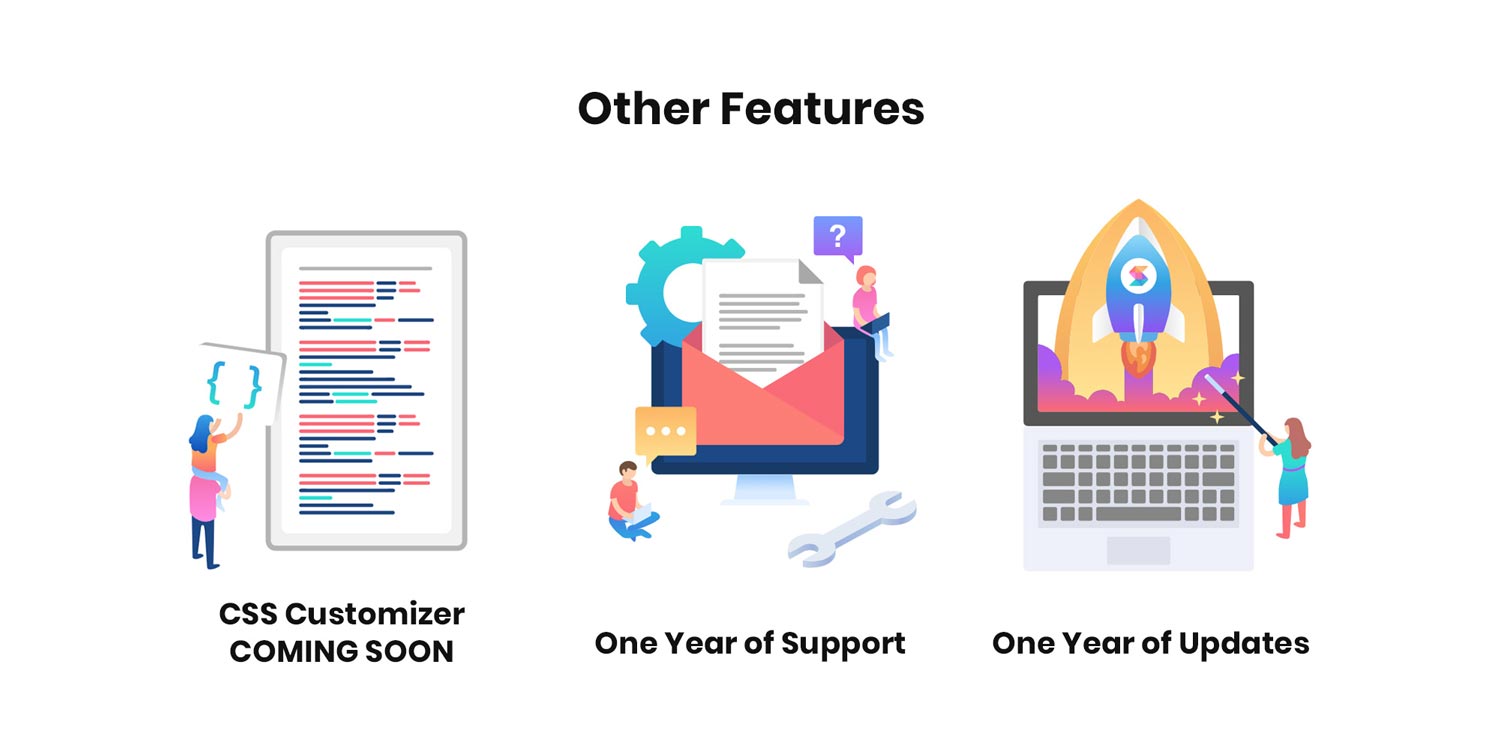 Other Features
?
{ }
CSS Customizer
COMING SOON
One Year of Support
One Year of Updates